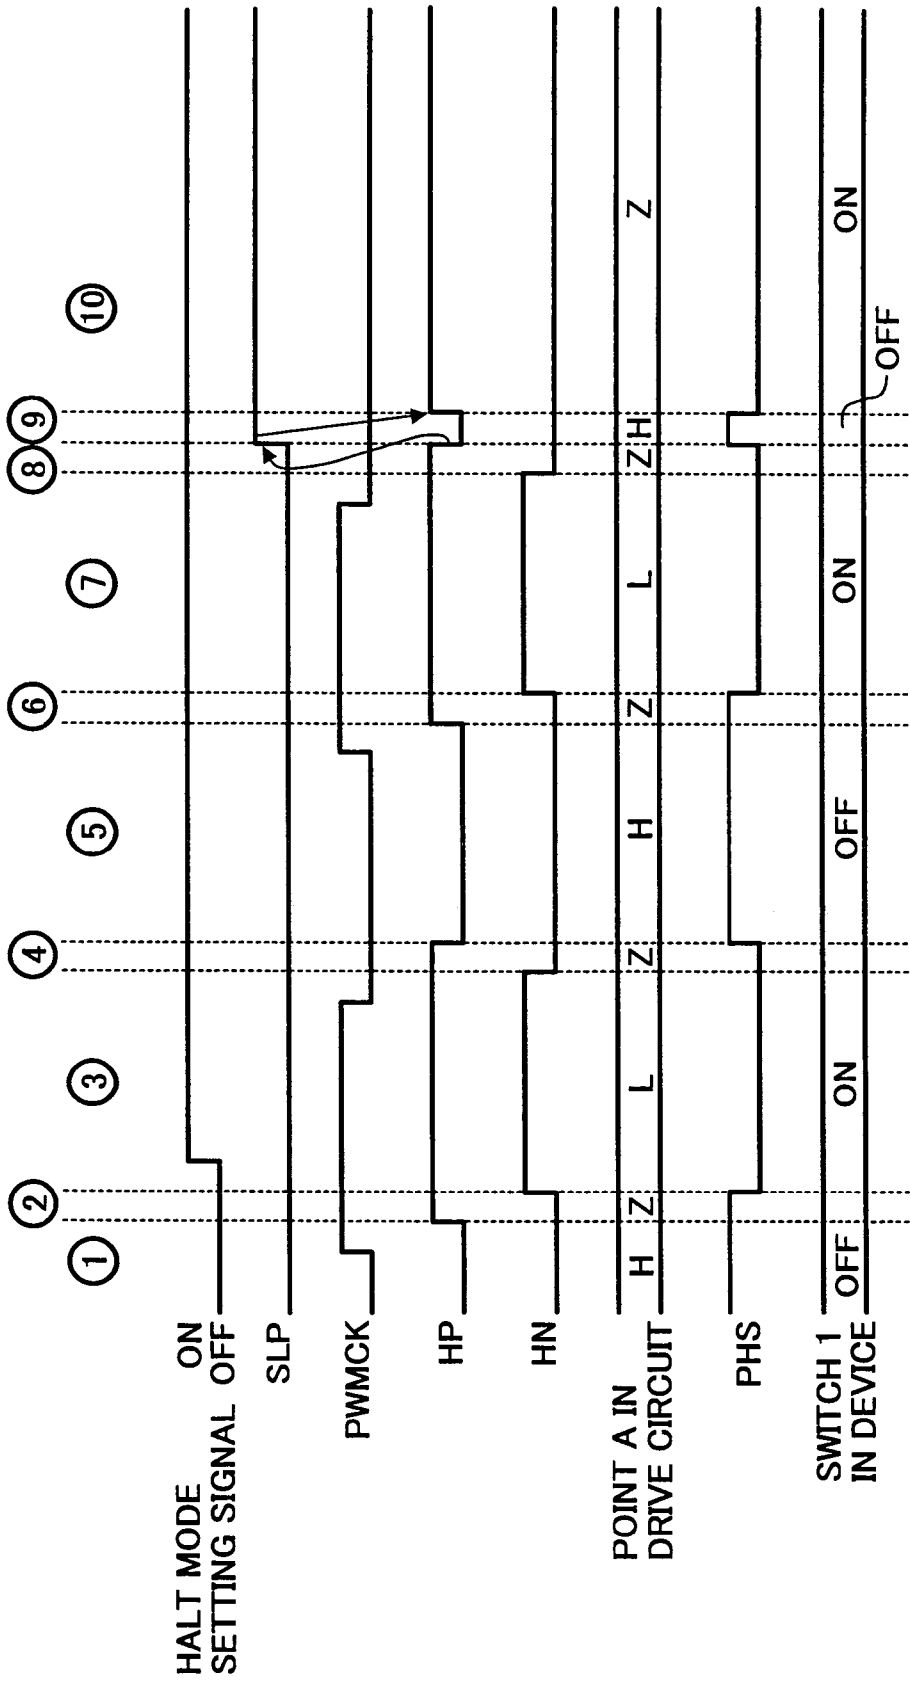 ① ② ③ ④ ⑤ ⑥ ⑦ ⑧ ⑨ ⑩
HALT MODE ON
SETTING SIGNAL OFF
SLP
PWMCK
HP
HN
POINT A IN
DRIVE CIRCUIT
H Z L Z H Z L Z H Z
PHS
SWITCH 1
IN DEVICE
OFF ON OFF ON ON
OFF